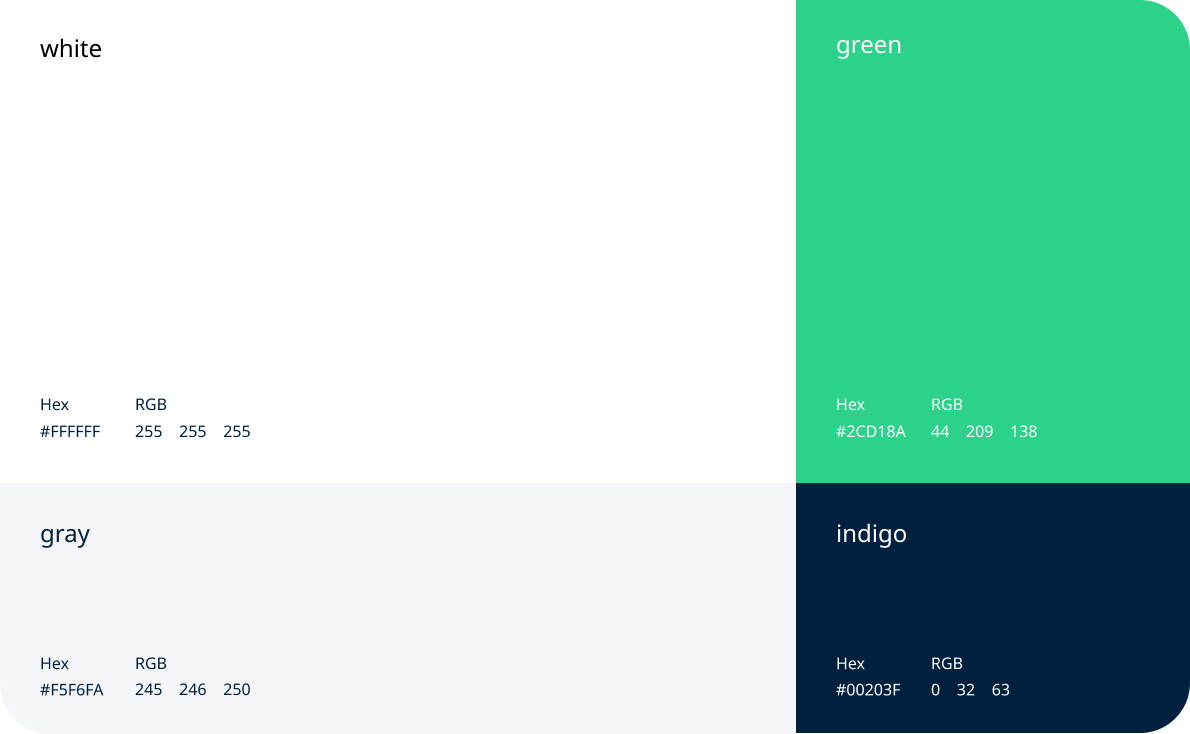 white
Hex RGB
#FFFFFF 255 255 255
green
Hex RGB
#2CD18A 44 209 138
gray
Hex RGB
#F5F6FA 245 246 250
indigo
Hex RGB
#00203F 0 32 63